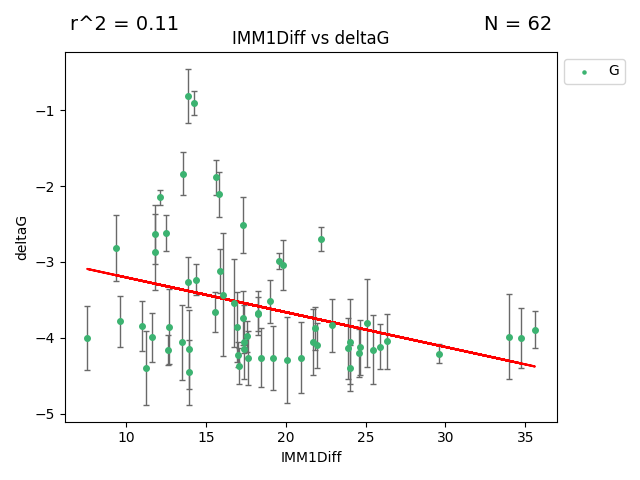 r^2 = 0.11
N = 62
IMM1Diff vs deltaG
G
−1
−2
−3
−4
−5
deltaG
10 15 20 25 30 35
IMM1Diff